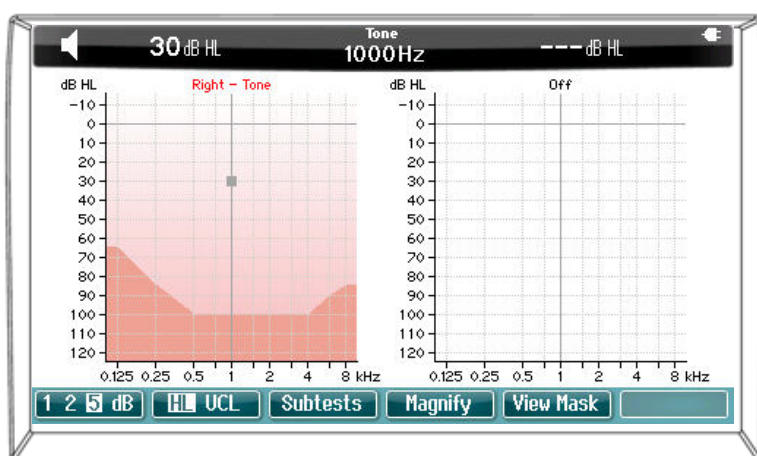 Tone
30 dB HL 1000Hz --- dB HL
dB HL Right - Tone dB HL Off
-10 -10
0 0
10 10
20 20
30 30
40 40
50 50
60 60
70 70
80 80
90 90
100 100
110 110
120 120
0.125 0.25 0.5 1 2 4 8 kHz 0.125 0.25 0.5 1 2 4 8 kHz
1 2 5 dB HL UCL Subtests Magnify View Mask